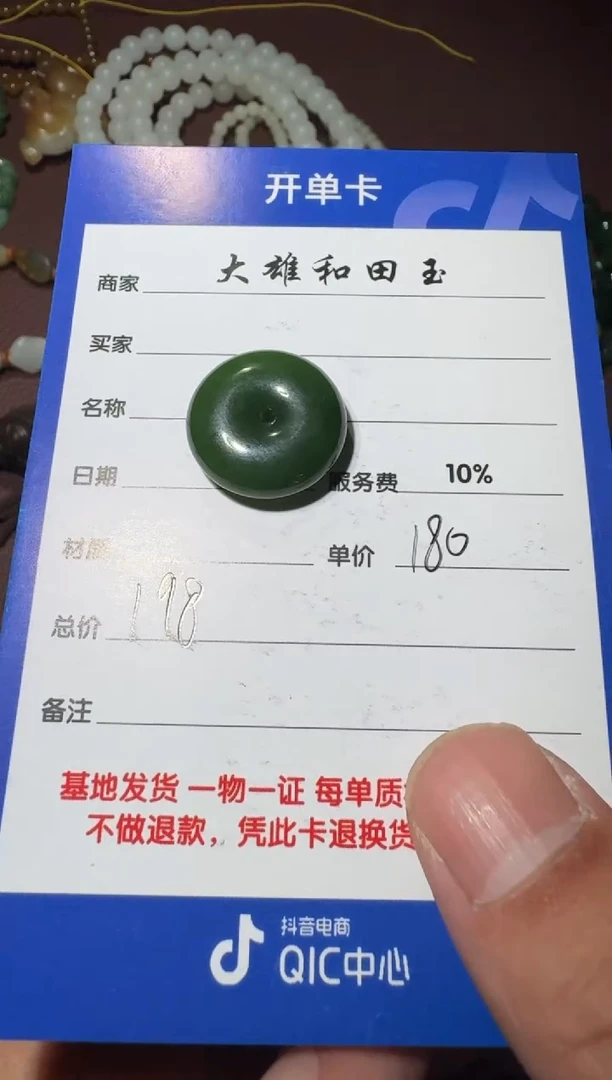 开单卡
商家 大雄和田玉
买家
名称
日期 服务费 10%
材质 单价 180
总价 198
备注
基地发货 一物一证 每单质
不做退款，凭此卡退换货
抖音电商
QIC中心